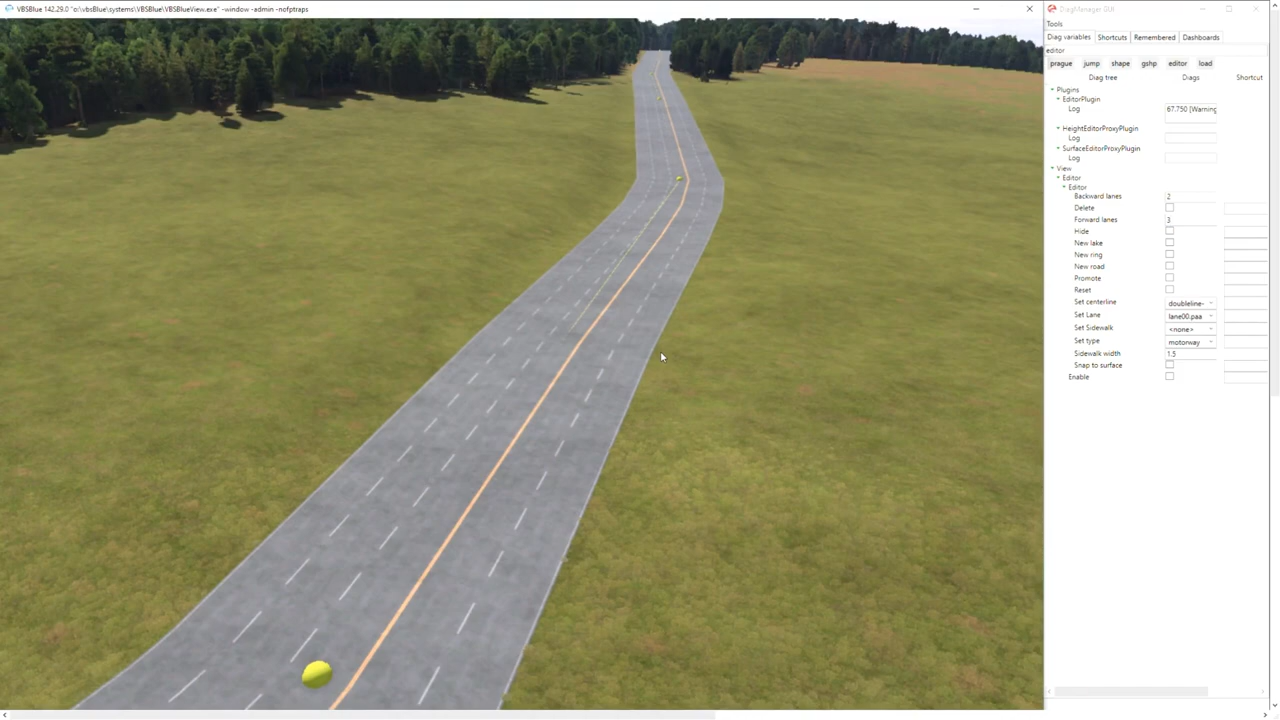 VBSBlue 142.29.0 "o:\vbsBlue\systems\VBSBlue\VBSBlueView.exe" -window -admin -nofptraps
DiagManager GUI
Tools
Diag variables Shortcuts Remembered Dashboards
editor
prague jump shape gshp editor load
Diag tree Diags Shortcut
Plugins
EditorPlugin
Log 67.750 [Warning
HeightEditorProxyPlugin
Log
SurfaceEditorProxyPlugin
Log
View
Editor
Editor
Backward lanes 2
Delete
Forward lanes 3
Hide
New lake
New ring
New road
Promote
Reset
Set centerline doubleline-
Set Lane lane00.paa
Set Sidewalk <none>
Set type motorway
Sidewalk width 1.5
Snap to surface
Enable